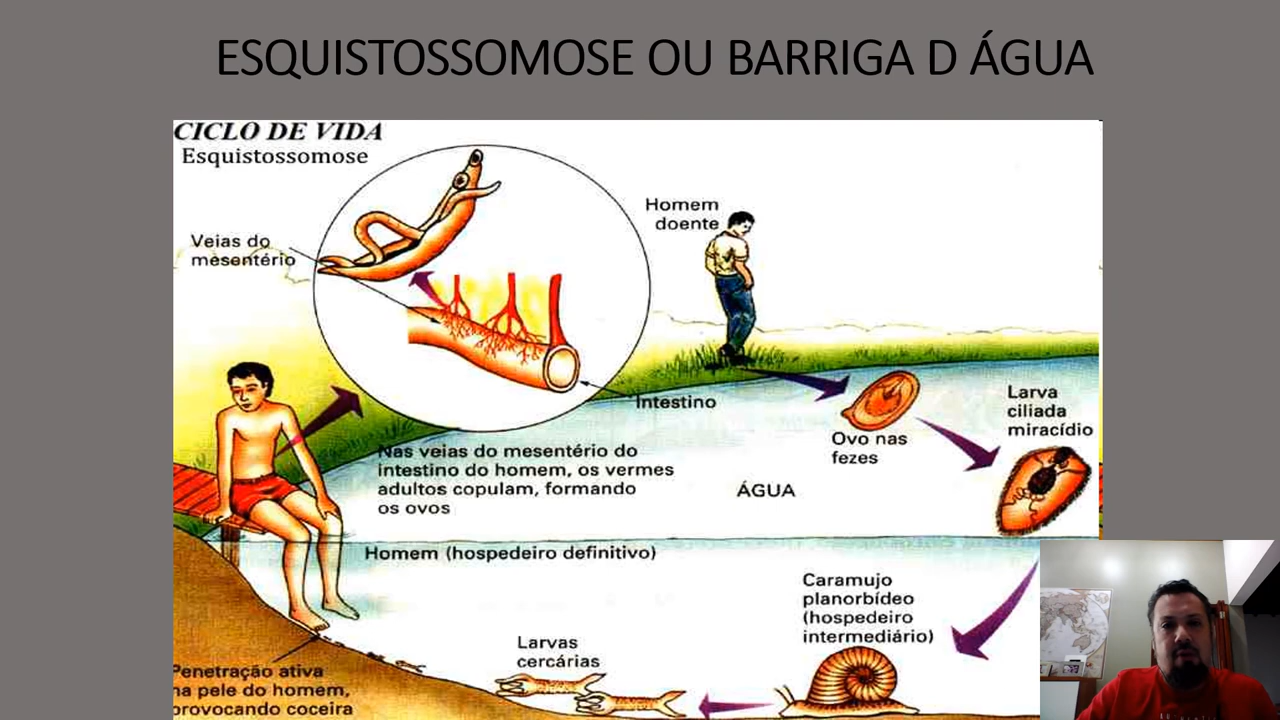 ESQUISTOSSOMOSE OU BARRIGA D ÁGUA
CICLO DE VIDA
Esquistossomose
Veias do
mesentério
Homem
doente
Intestino
Larva
ciliada
miracídio
Ovo nas
fezes
Nas veias do mesentério do
intestino do homem, os vermes
adultos copulam, formando
os ovos
ÁGUA
Homem (hospedeiro definitivo)
Caramujo
planorbídeo
(hospedeiro
intermediário)
Larvas
cercárias
Penetração ativa
na pele do homem,
provocando coceira